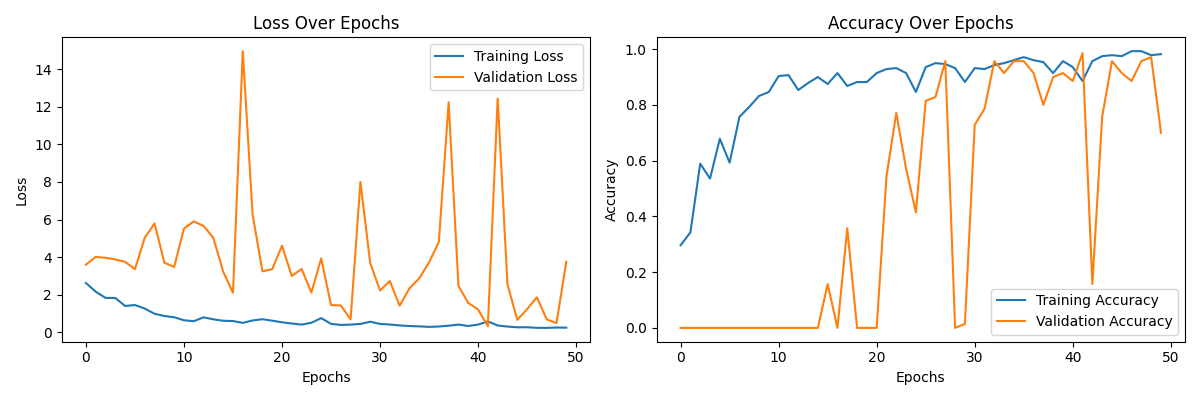 Loss Over Epochs
Training Loss
Validation Loss
14
12
10
8
6
4
2
0
Loss
0 10 20 30 40 50
Epochs
Accuracy Over Epochs
1.0
0.8
0.6
0.4
0.2
0.0
Accuracy
Training Accuracy
Validation Accuracy
0 10 20 30 40 50
Epochs